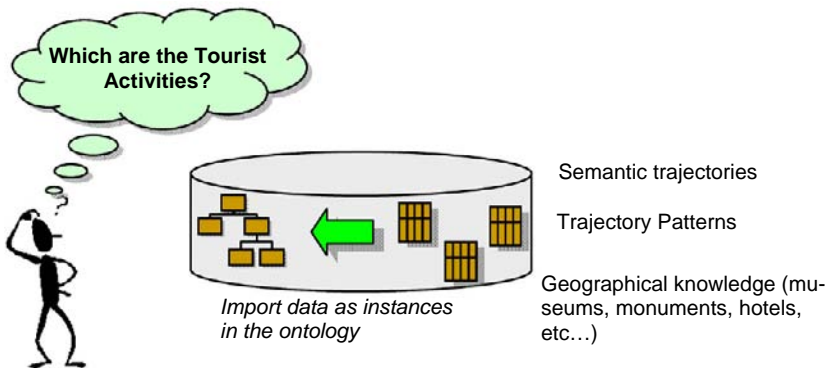 Which are the Tourist
Activities?
?
Semantic trajectories
Trajectory Patterns
Geographical knowledge (mu-
seums, monuments, hotels,
etc…)
Import data as instances
in the ontology